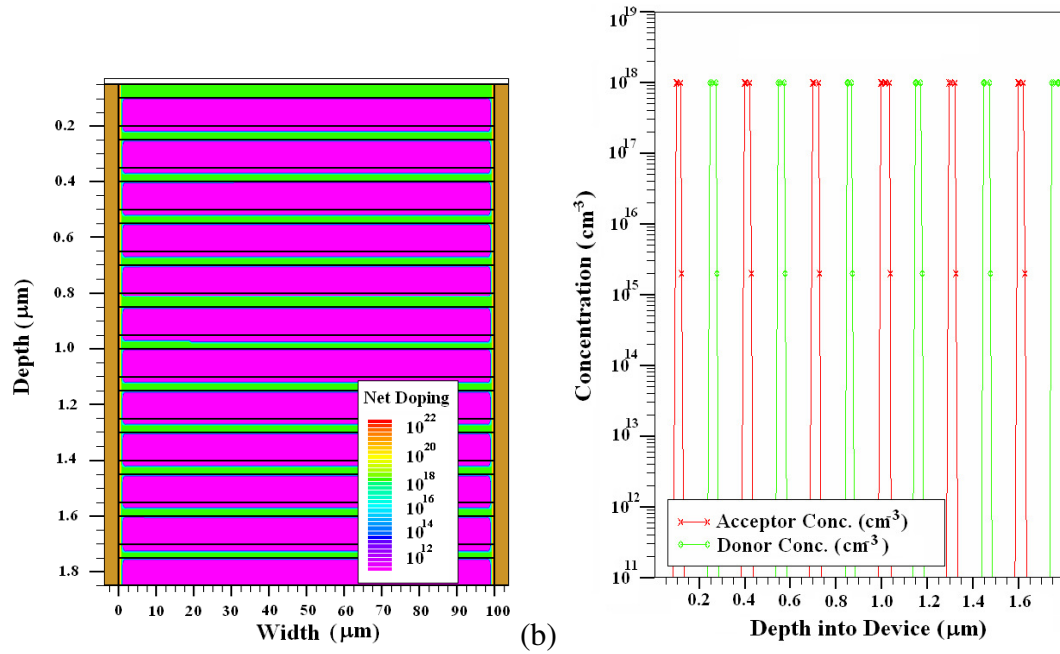 0.2
0.4
0.6
0.8
1.0
1.2
1.4
1.6
1.8
Depth (μm)
0 10 20 30 40 50 60 70 80 90 100
Width (μm)
Net Doping
10^22
10^20
10^18
10^16
10^14
10^12
(b)
10^19
10^18
10^17
10^16
10^15
10^14
10^13
10^12
10^11
Concentration (cm^-3)
Acceptor Conc. (cm^-3)
Donor Conc. (cm^-3)
0.2 0.4 0.6 0.8 1.0 1.2 1.4 1.6
Depth into Device (μm)